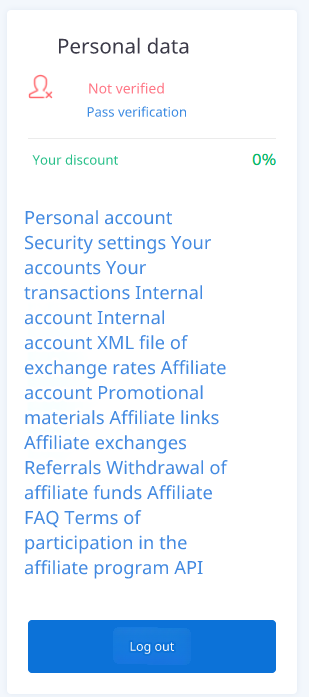 Personal data
Not verified
Pass verification
Your discount 0%
Personal account
Security settings Your
accounts Your
transactions Internal
account Internal
account XML file of
exchange rates Affiliate
account Promotional
materials Affiliate links
Affiliate exchanges
Referrals Withdrawal of
affiliate funds Affiliate
FAQ Terms of
participation in the
affiliate program API
Log out